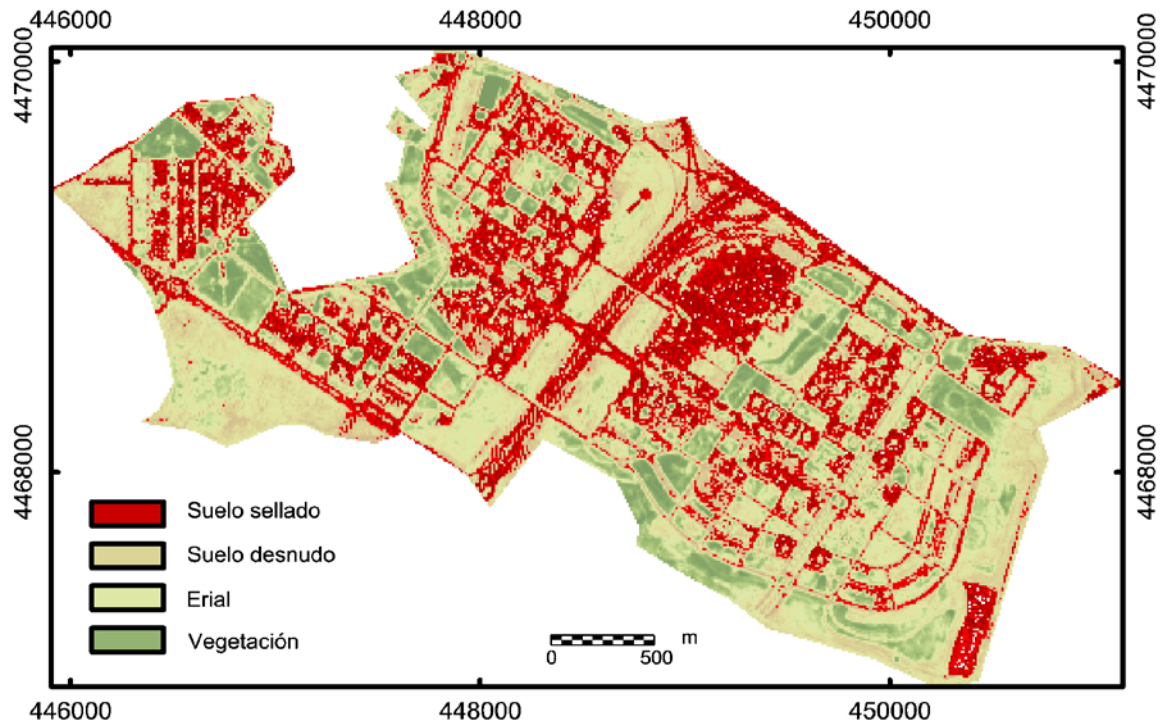 446000 448000 450000
4470000 4470000
4468000 4468000
Suelo sellado
Suelo desnudo
Erial
Vegetación
m
0 500
446000 448000 450000